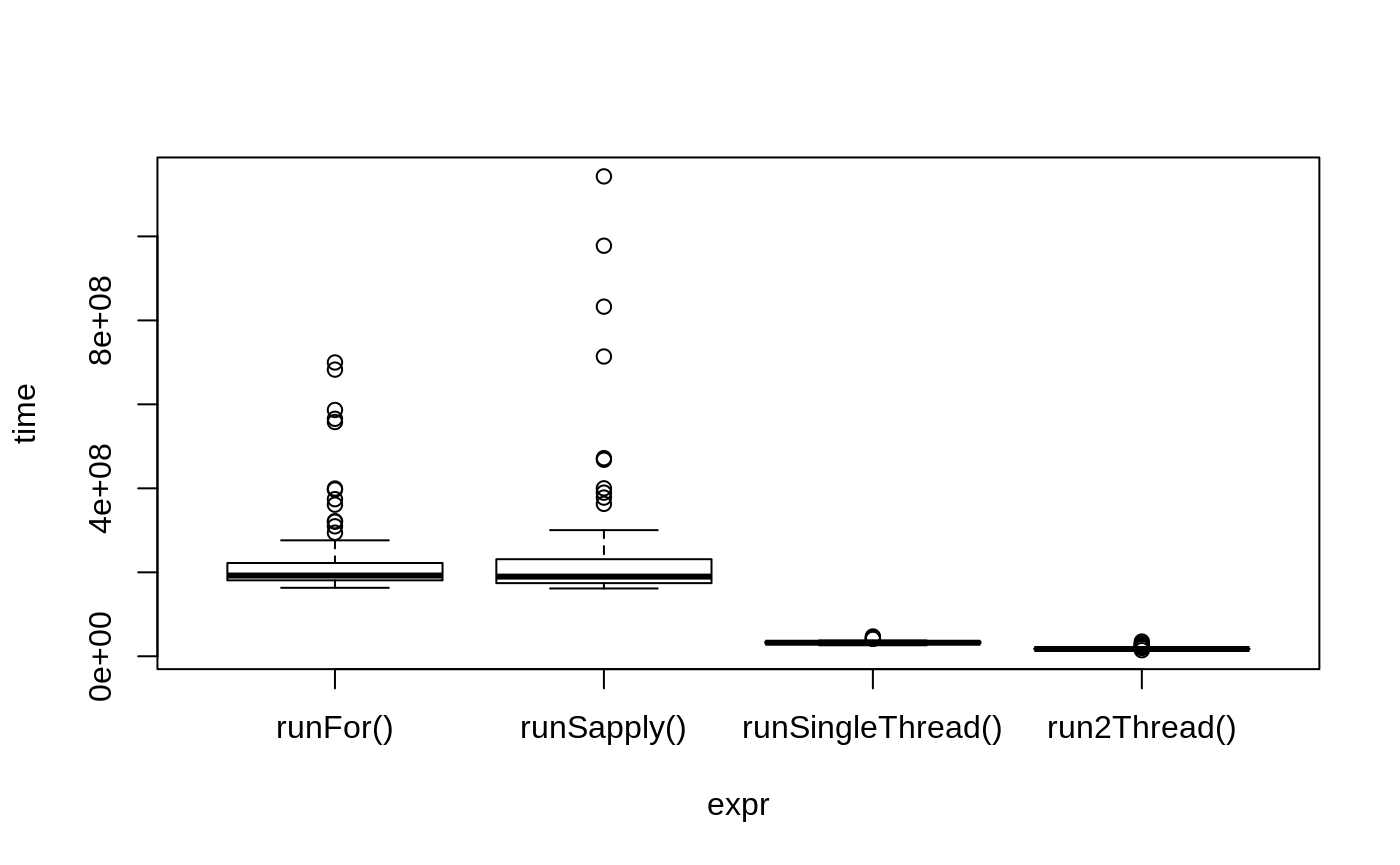 time
8e+08
4e+08
0e+00
runFor() runSapply() runSingleThread() run2Thread()
expr